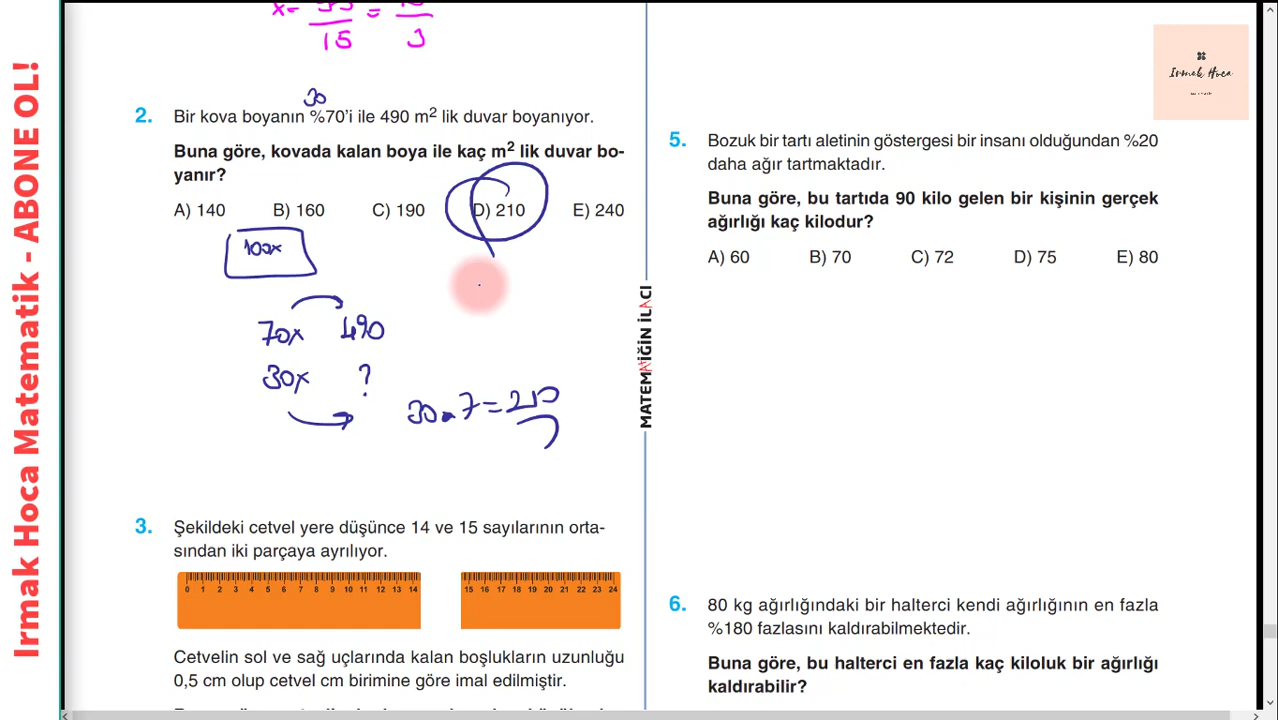 Irmak Hoca Matematik - ABONE OL!
15 = 3
2. Bir kova boyanın %70'i ile 490 m² lik duvar boyanıyor.
30
Buna göre, kovada kalan boya ile kaç m² lik duvar bo-
yanır?
A) 140 B) 160 C) 190 D) 210 E) 240
100x
70x 490
30x ?
30.7=210
3. Şekildeki cetvel yere düşünce 14 ve 15 sayılarının orta-
sından iki parçaya ayrılıyor.
0 1 2 3 4 5 6 7 8 9 10 11 12 13 14
15 16 17 18 19 20 21 22 23 24
Cetvelin sol ve sağ uçlarında kalan boşlukların uzunluğu
0,5 cm olup cetvel cm birimine göre imal edilmiştir.
MATEMATİĞİN İLACI
Irmak Hoca
5. Bozuk bir tartı aletinin göstergesi bir insanı olduğundan %20
daha ağır tartmaktadır.
Buna göre, bu tartıda 90 kilo gelen bir kişinin gerçek
ağırlığı kaç kilodur?
A) 60 B) 70 C) 72 D) 75 E) 80
6. 80 kg ağırlığındaki bir halterci kendi ağırlığının en fazla
%180 fazlasını kaldırabilmektedir.
Buna göre, bu halterci en fazla kaç kiloluk bir ağırlığı
kaldırabilir?